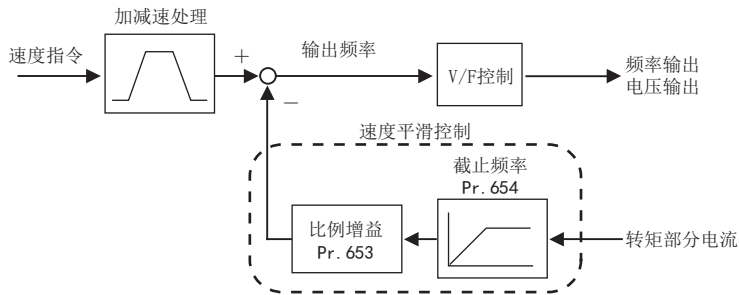 加减速处理
速度指令
+
输出频率
V/F控制
频率输出
电压输出
−
速度平滑控制
截止频率
Pr.654
比例增益
Pr.653
转矩部分电流